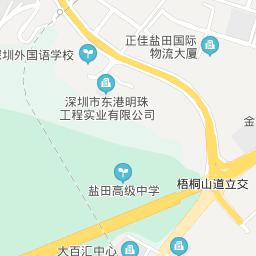 正佳盐田国际
物流大厦
圳外国语学校
深圳市东港明珠
工程实业有限公司
金
盐田高级中学
梧桐山道立交
大百汇中心